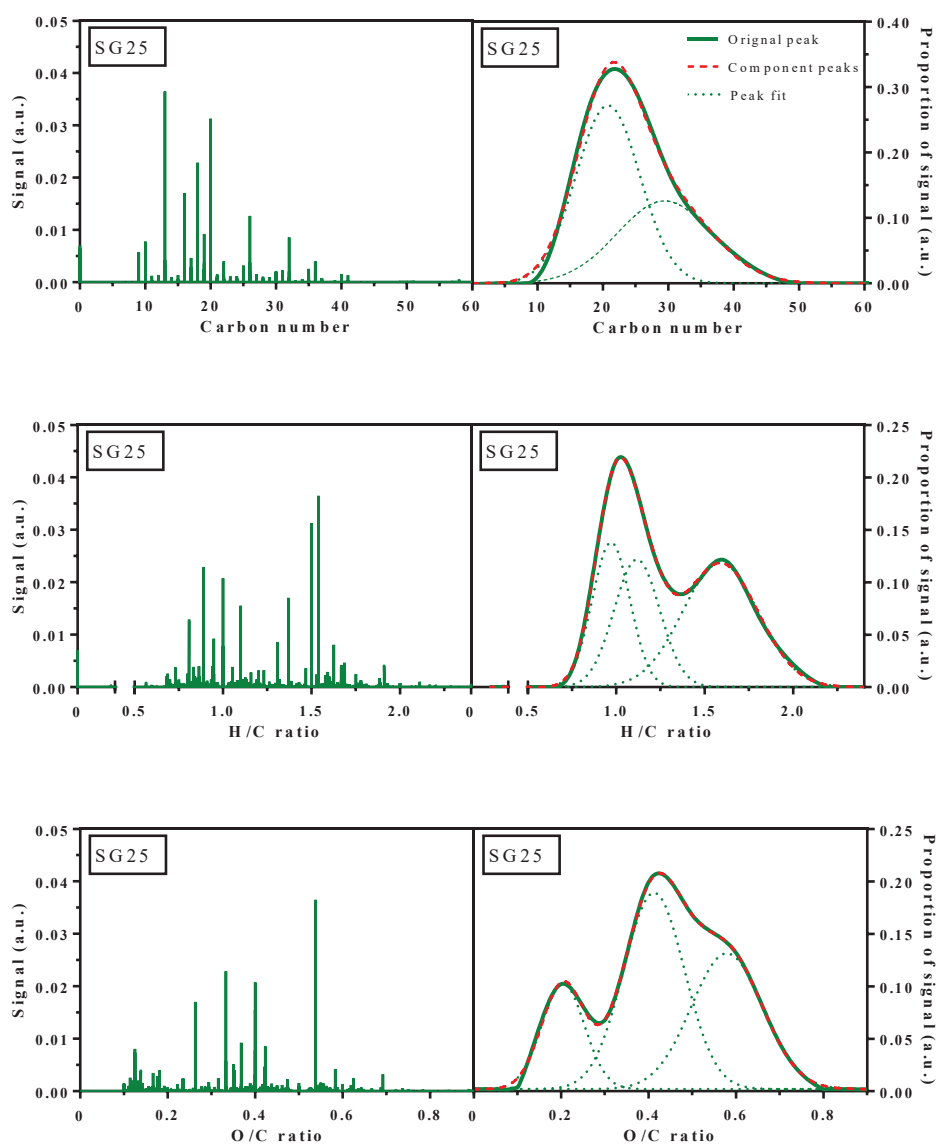 0.05
0.04
0.03
0.02
0.01
0.00
Signal (a.u.)
SG25
0 10 20 30 40 50 60
Carbon number
SG25
Orignal peak
Component peaks
Peak fit
10 20 30 40 50 60
Carbon number
0.40
0.30
0.20
0.10
0.00
Proportion of signal (a.u.)
0.05
0.04
0.03
0.02
0.01
0.00
Signal (a.u.)
SG25
0 0.5 1.0 1.5 2.0
H/C ratio
SG25
0 0.5 1.0 1.5 2.0
H/C ratio
0.25
0.20
0.15
0.10
0.05
0.00
Proportion of signal (a.u.)
0.05
0.04
0.03
0.02
0.01
0.00
Signal (a.u.)
SG25
0 0.2 0.4 0.6 0.8
O/C ratio
SG25
0 0.2 0.4 0.6 0.8
O/C ratio
0.25
0.20
0.15
0.10
0.05
0.00
Proportion of signal (a.u.)